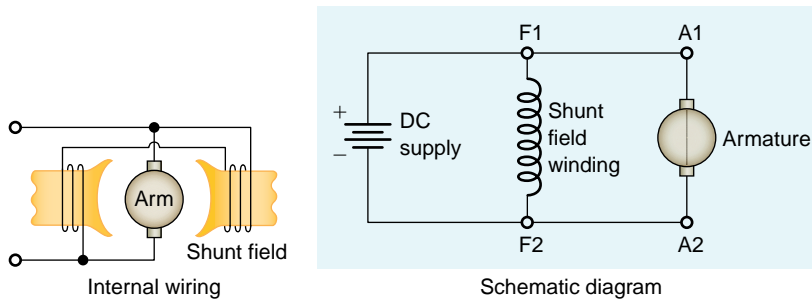 Arm
Shunt field
Internal wiring
F1
A1
+
−
DC
supply
Shunt
field
winding
Armature
F2
A2
Schematic diagram